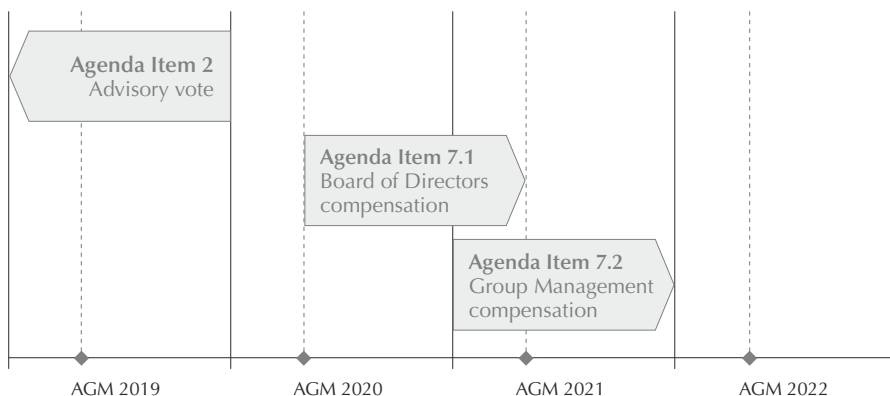 Agenda Item 2
Advisory vote
Agenda Item 7.1
Board of Directors
compensation
Agenda Item 7.2
Group Management
compensation
AGM 2019
AGM 2020
AGM 2021
AGM 2022